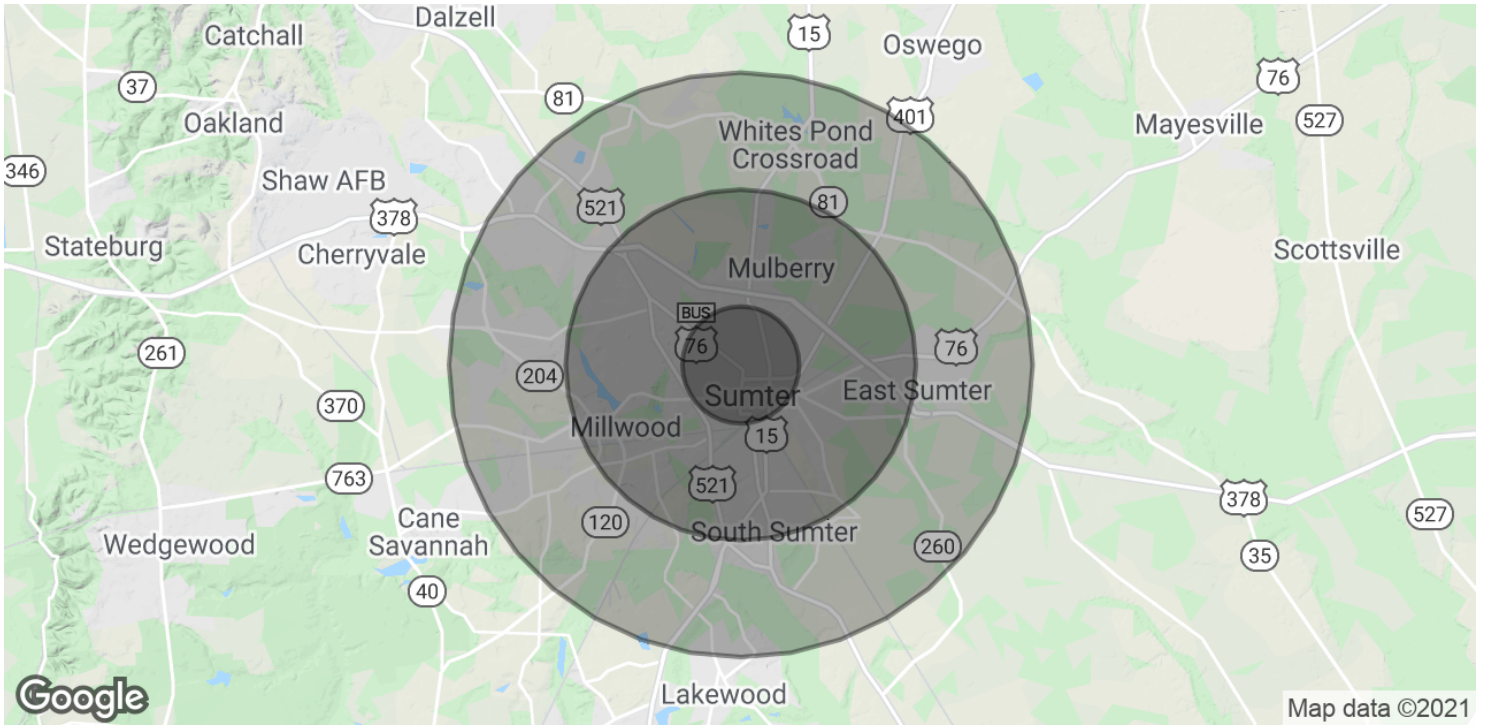 Dalzell
Catchall
15
Oswego
37
81
76
401
527
Oakland
Whites Pond
Crossroad
Mayesville
346
Shaw AFB
521
81
378
Stateburg
Cherryvale
Scottsville
Mulberry
BUS
76
261
76
204
Sumter
East Sumter
370
Millwood
15
763
521
378
527
Cane
Savannah
120
South Sumter
Wedgewood
260
35
40
Lakewood
Google
Map data ©2021